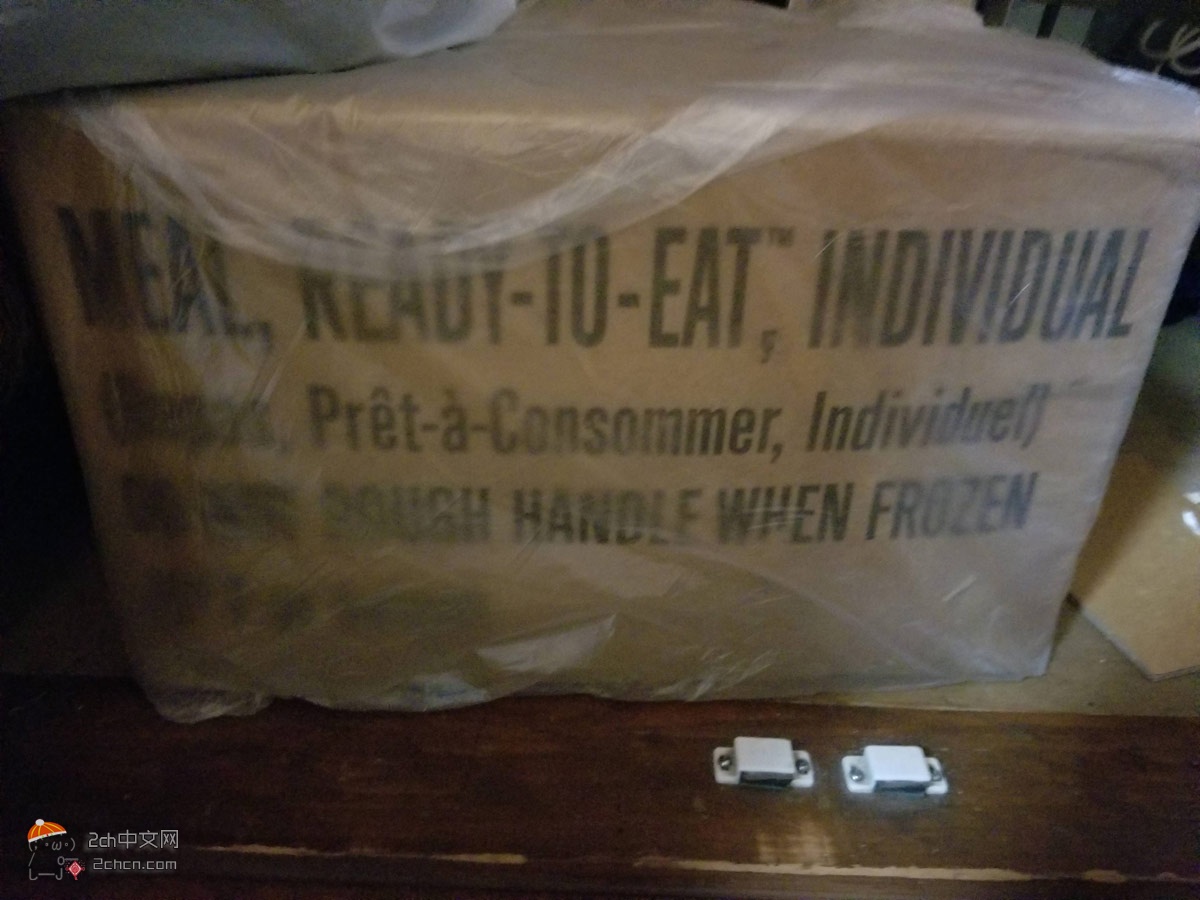 MEAL, READY-TO-EAT™, INDIVIDUAL
Prêt-à-Consommer, Individuel)
ROUGH HANDLE WHEN FROZEN
2ch中文网
2chcn.com